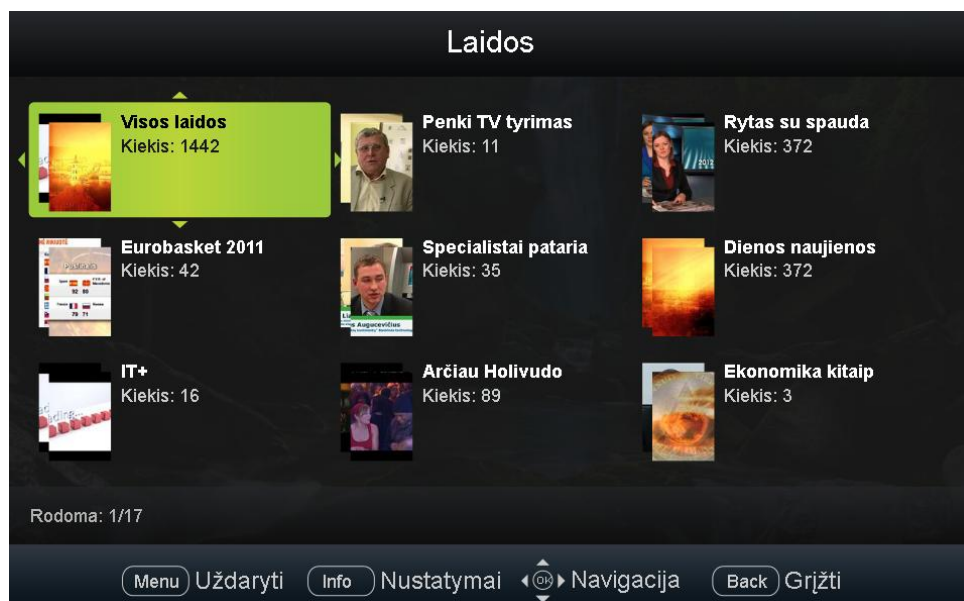 Laidos
Visos laidos
Kiekis: 1442
Penki TV tyrimas
Kiekis: 11
Rytas su spauda
Kiekis: 372
Eurobasket 2011
Kiekis: 42
Specialistai pataria
Kiekis: 35
Dienos naujienos
Kiekis: 372
IT+
Kiekis: 16
Arčiau Holivudo
Kiekis: 89
Ekonomika kitaip
Kiekis: 3
Rodoma: 1/17
Menu Uždaryti Info Nustatymai OK Navigacija Back Grįžti